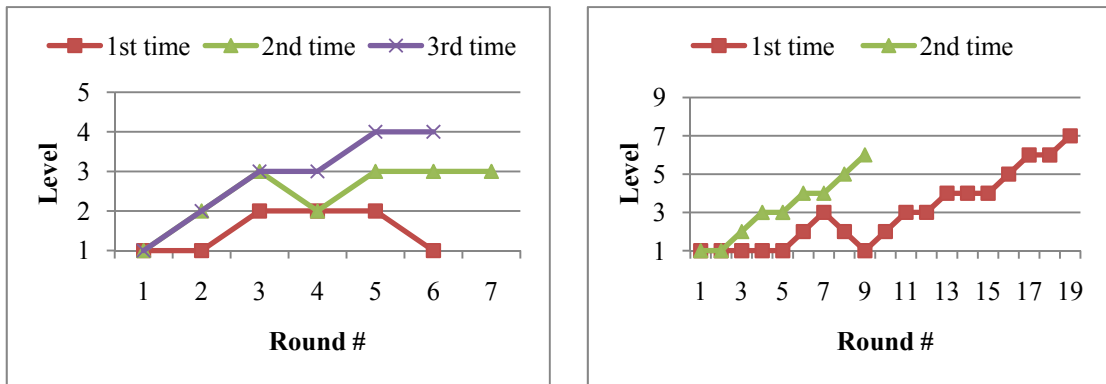 1st time 2nd time 3rd time
5
4
3
2
1
Level
1 2 3 4 5 6 7
Round #
1st time 2nd time
9
7
5
3
1
Level
1 3 5 7 9 11 13 15 17 19
Round #